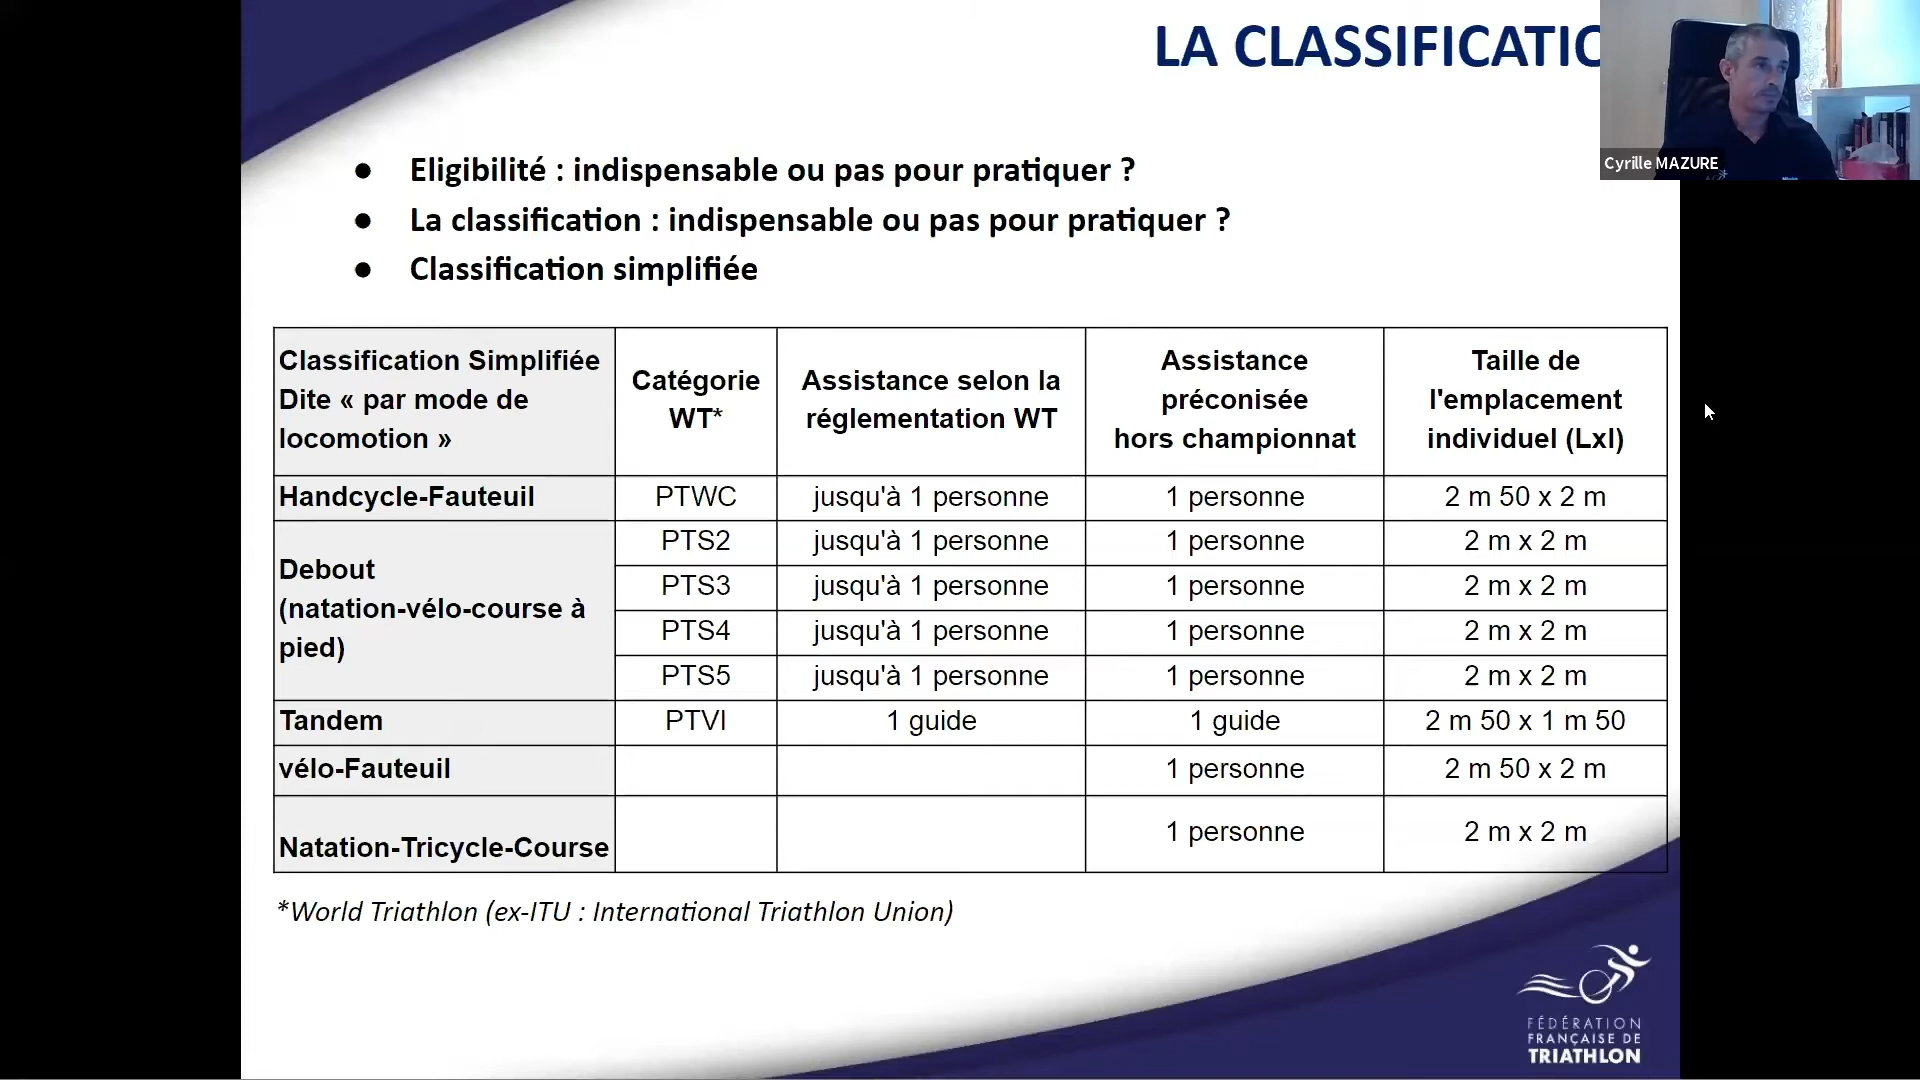 LA CLASSIFICATIO
Cyrille MAZURE
● Eligibilité : indispensable ou pas pour pratiquer ?
● La classification : indispensable ou pas pour pratiquer ?
● Classification simplifiée
Classification Simplifiée
Dite « par mode de
locomotion »
Catégorie
WT*
Assistance selon la
réglementation WT
Assistance
préconisée
hors championnat
Taille de
l'emplacement
individuel (Lxl)
Handcycle-Fauteuil PTWC jusqu'à 1 personne 1 personne 2 m 50 x 2 m
Debout
(natation-vélo-course à
pied)
PTS2 jusqu'à 1 personne 1 personne 2 m x 2 m
PTS3 jusqu'à 1 personne 1 personne 2 m x 2 m
PTS4 jusqu'à 1 personne 1 personne 2 m x 2 m
PTS5 jusqu'à 1 personne 1 personne 2 m x 2 m
Tandem PTVI 1 guide 1 guide 2 m 50 x 1 m 50
vélo-Fauteuil 1 personne 2 m 50 x 2 m
Natation-Tricycle-Course 1 personne 2 m x 2 m
*World Triathlon (ex-ITU : International Triathlon Union)
FÉDÉRATION
FRANÇAISE DE
TRIATHLON